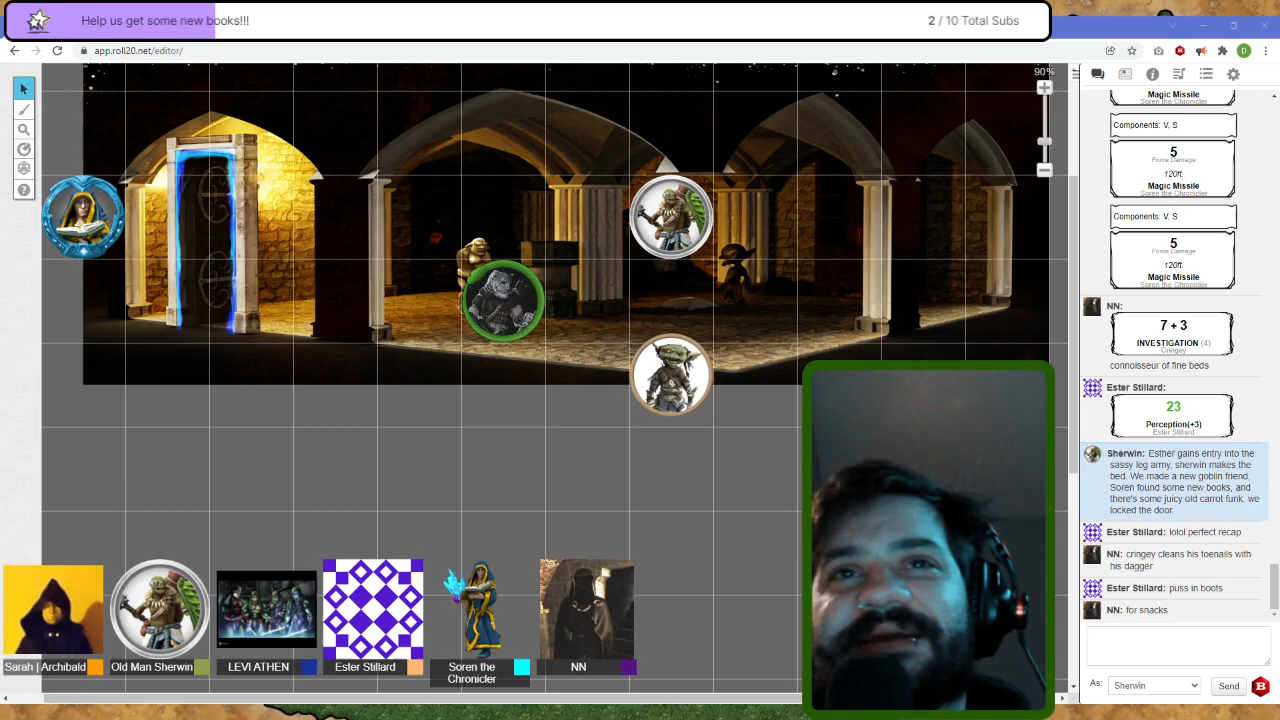 Help us get some new books!!!
2 / 10 Total Subs
app.roll20.net/editor/
D
90%
Magic Missile
Soren the Chronicler
Components: V, S
5
Force Damage
120ft.
Magic Missile
Soren the Chronicler
Components: V, S
5
Force Damage
120ft.
Magic Missile
Soren the Chronicler
NN:
7 + 3
INVESTIGATION (4)
Cringey
connoisseur of fine beds
Ester Stillard:
23
Perception(+3)
Ester Stillard
Sherwin: Esther gains entry into the
sassy leg army, sherwin makes the
bed. We made a new goblin friend,
Soren found some new books, and
there's some juicy old carrot funk. we
locked the door.
Ester Stillard: lolol perfect recap
NN: cringey cleans his toenails with
his dagger
Ester Stillard: puss in boots
NN: for snacks
As:
Sherwin
Send
B
Sarah | Archibald
Old Man Sherwin
LEVI ATHEN
Ester Stillard
Soren the
Chronicler
NN